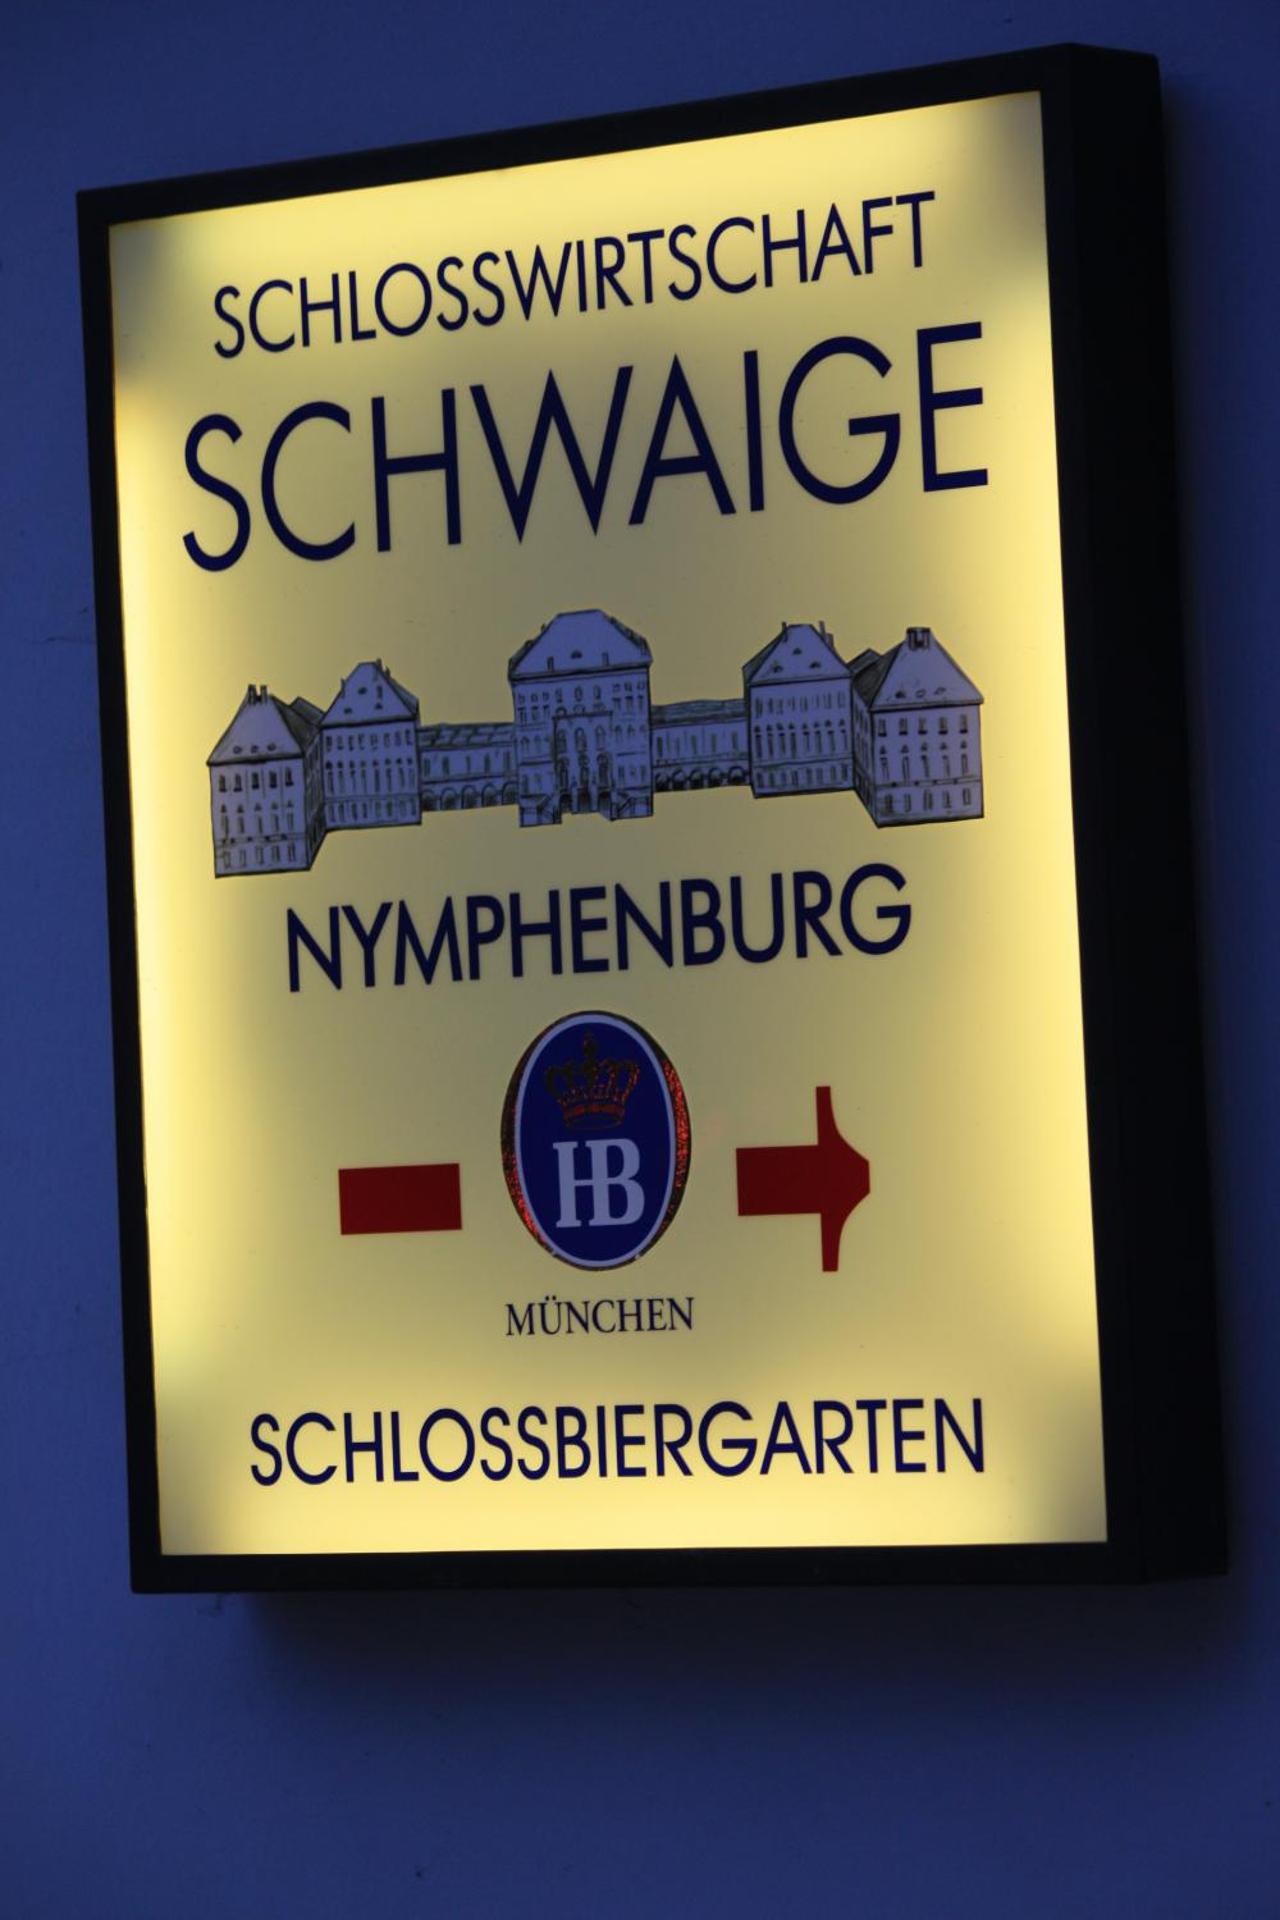 SCHLOSSWIRTSCHAFT
SCHWAIGE
NYMPHENBURG
HB
MÜNCHEN
SCHLOSSBIERGARTEN